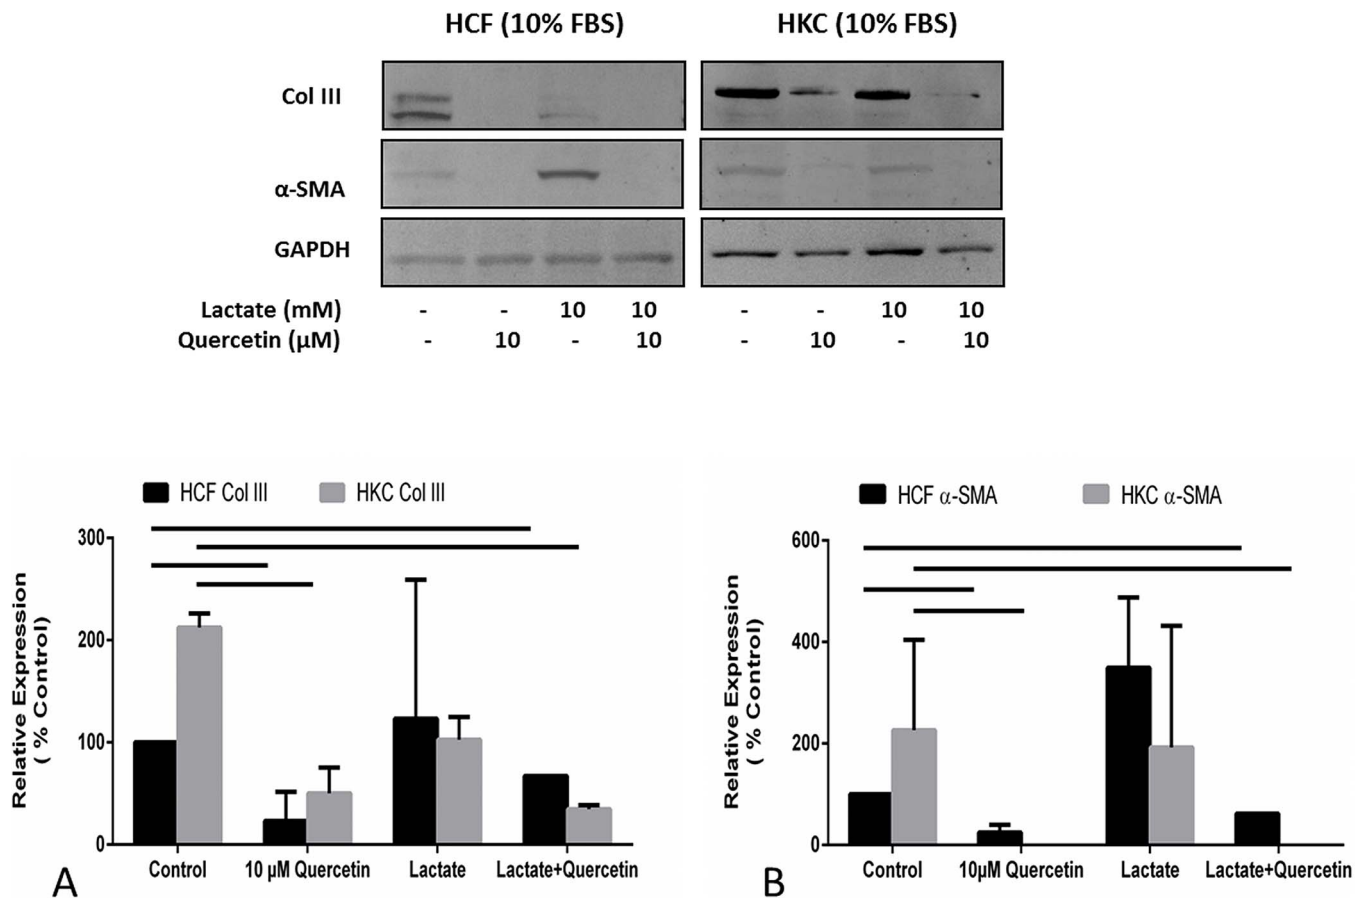 HCF (10% FBS) HKC (10% FBS)
Col III
α-SMA
GAPDH
Lactate (mM) - - 10 10 - - 10 10
Quercetin (µM) - 10 - 10 - 10 - 10
HCF Col III HKC Col III
300
200
100
0
Relative Expression
( % Control)
Control 10 µM Quercetin Lactate Lactate+Quercetin
A
HCF α-SMA HKC α-SMA
600
400
200
0
Relative Expression
( % Control)
Control 10µM Quercetin Lactate Lactate+Quercetin
B